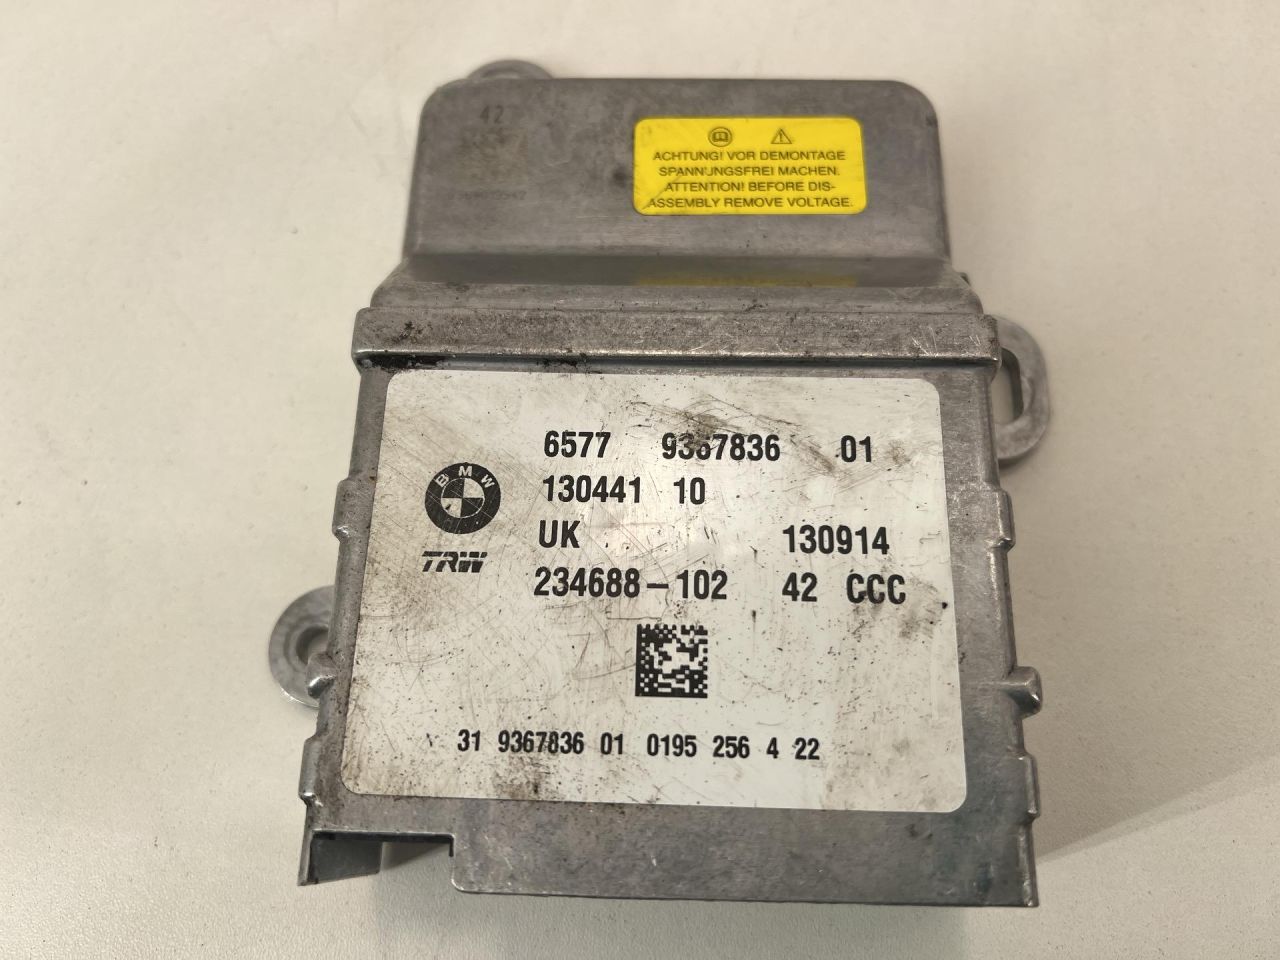 42
ACHTUNG! VOR DEMONTAGE
SPANNUNGSFREI MACHEN.
ATTENTION! BEFORE DIS-
ASSEMBLY REMOVE VOLTAGE.
6577 9367836 01
BMW
130441 10
UK 130914
TRW
234688-102 42 CCC
31 9367836 01 0195 256 4 22